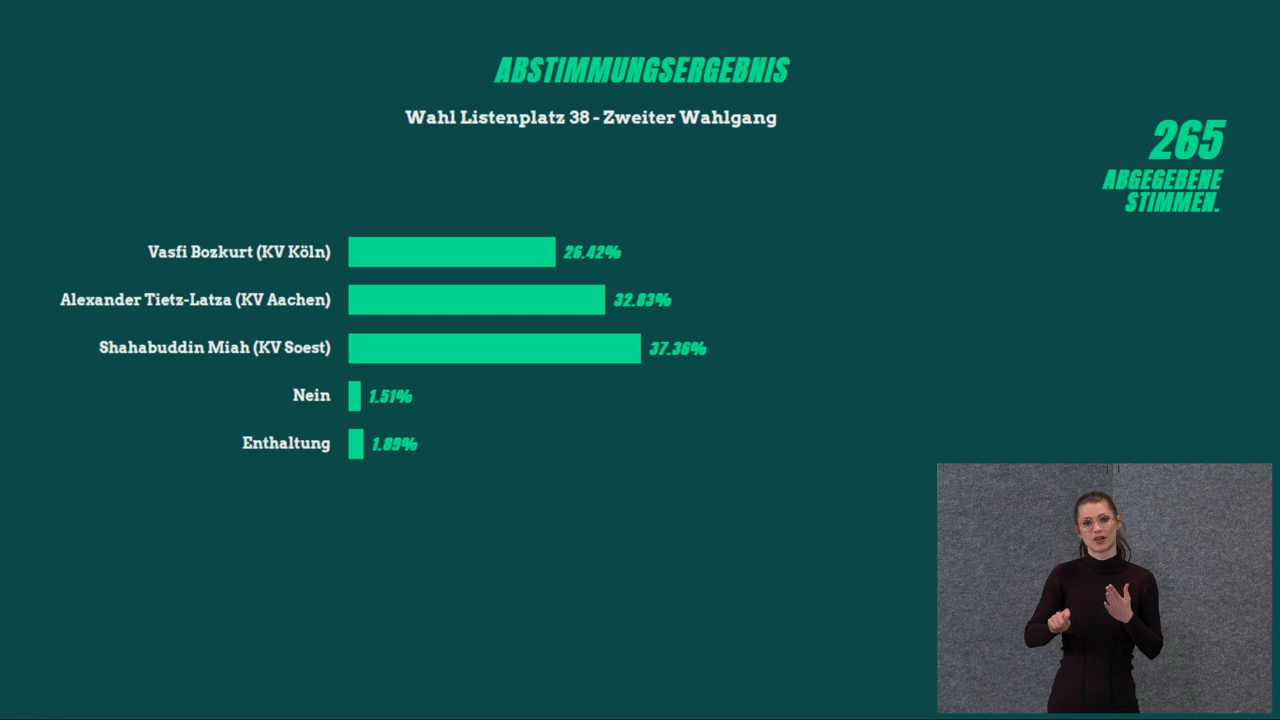 ABSTIMMUNGSERGEBNIS
Wahl Listenplatz 38 - Zweiter Wahlgang
265
ABGEGEBENE
STIMMEN.
Vasfi Bozkurt (KV Köln) 26.42%
Alexander Tietz-Latza (KV Aachen) 32.83%
Shahabuddin Miah (KV Soest) 37.36%
Nein 1.51%
Enthaltung 1.89%